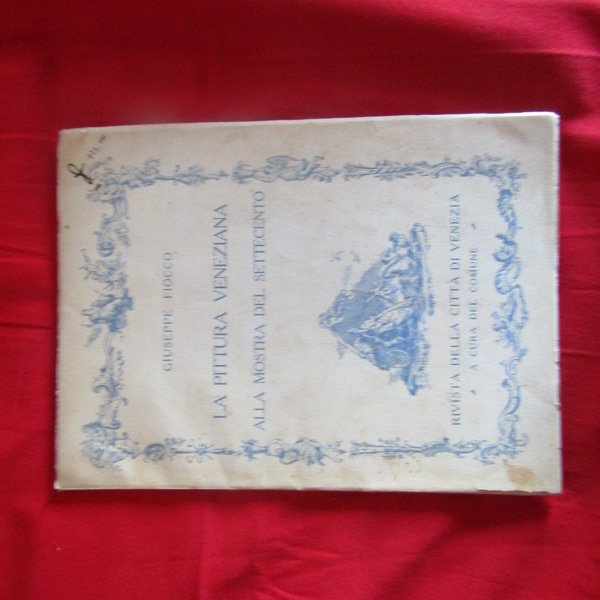 GIUSEPPE FIOCCO
LA PITTURA VENEZIANA
ALLA MOSTRA DEL SETTECENTO
RIVISTA DELLA CITTÀ DI VENEZIA
A CURA DEL COMUNE